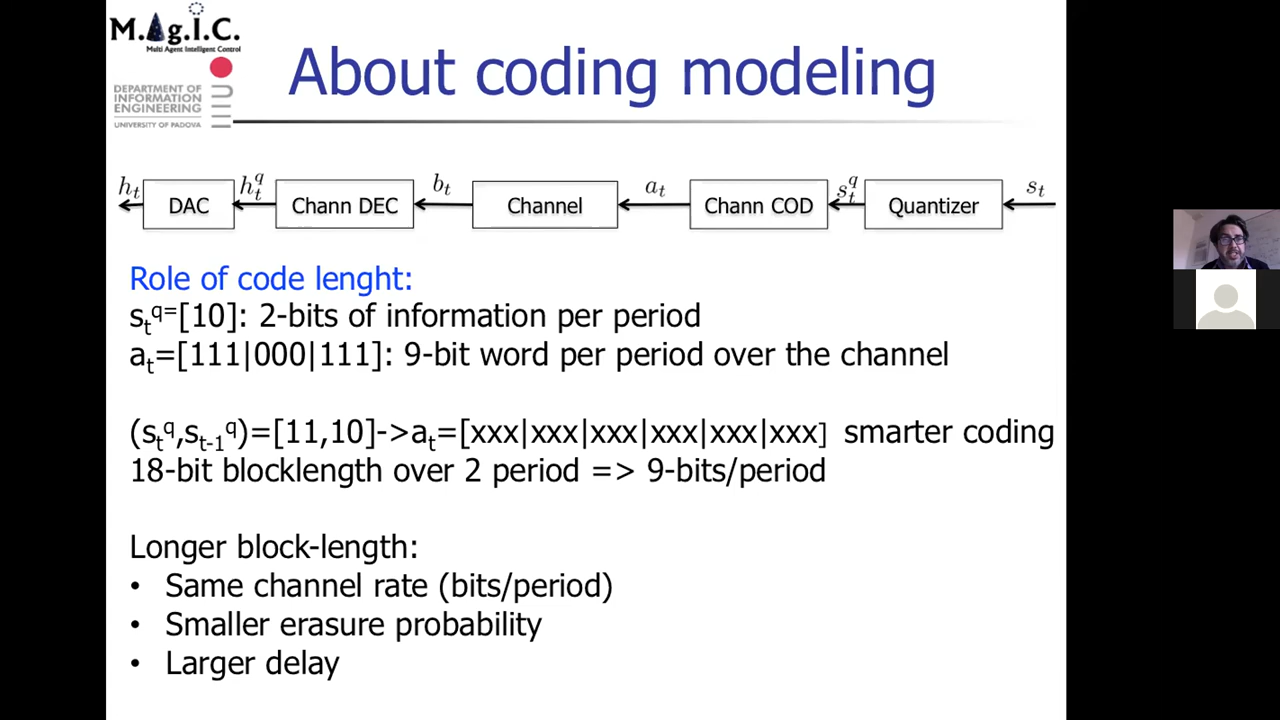 M.AgI.C.
Multi Agent Intelligent Control
About coding modeling
DEPARTMENT OF
INFORMATION
ENGINEERING
UNIVERSITY OF PADOVA
h_t h_t^q b_t a_t s_t^q s_t
DAC Chann DEC Channel Chann COD Quantizer
Role of code lenght:
s_t^q=[10]: 2-bits of information per period
a_t=[111|000|111]: 9-bit word per period over the channel
(s_t^q,s_t-1^q)=[11,10]->a_t=[xxx|xxx|xxx|xxx|xxx|xxx] smarter coding
18-bit blocklength over 2 period => 9-bits/period
Longer block-length:
• Same channel rate (bits/period)
• Smaller erasure probability
• Larger delay